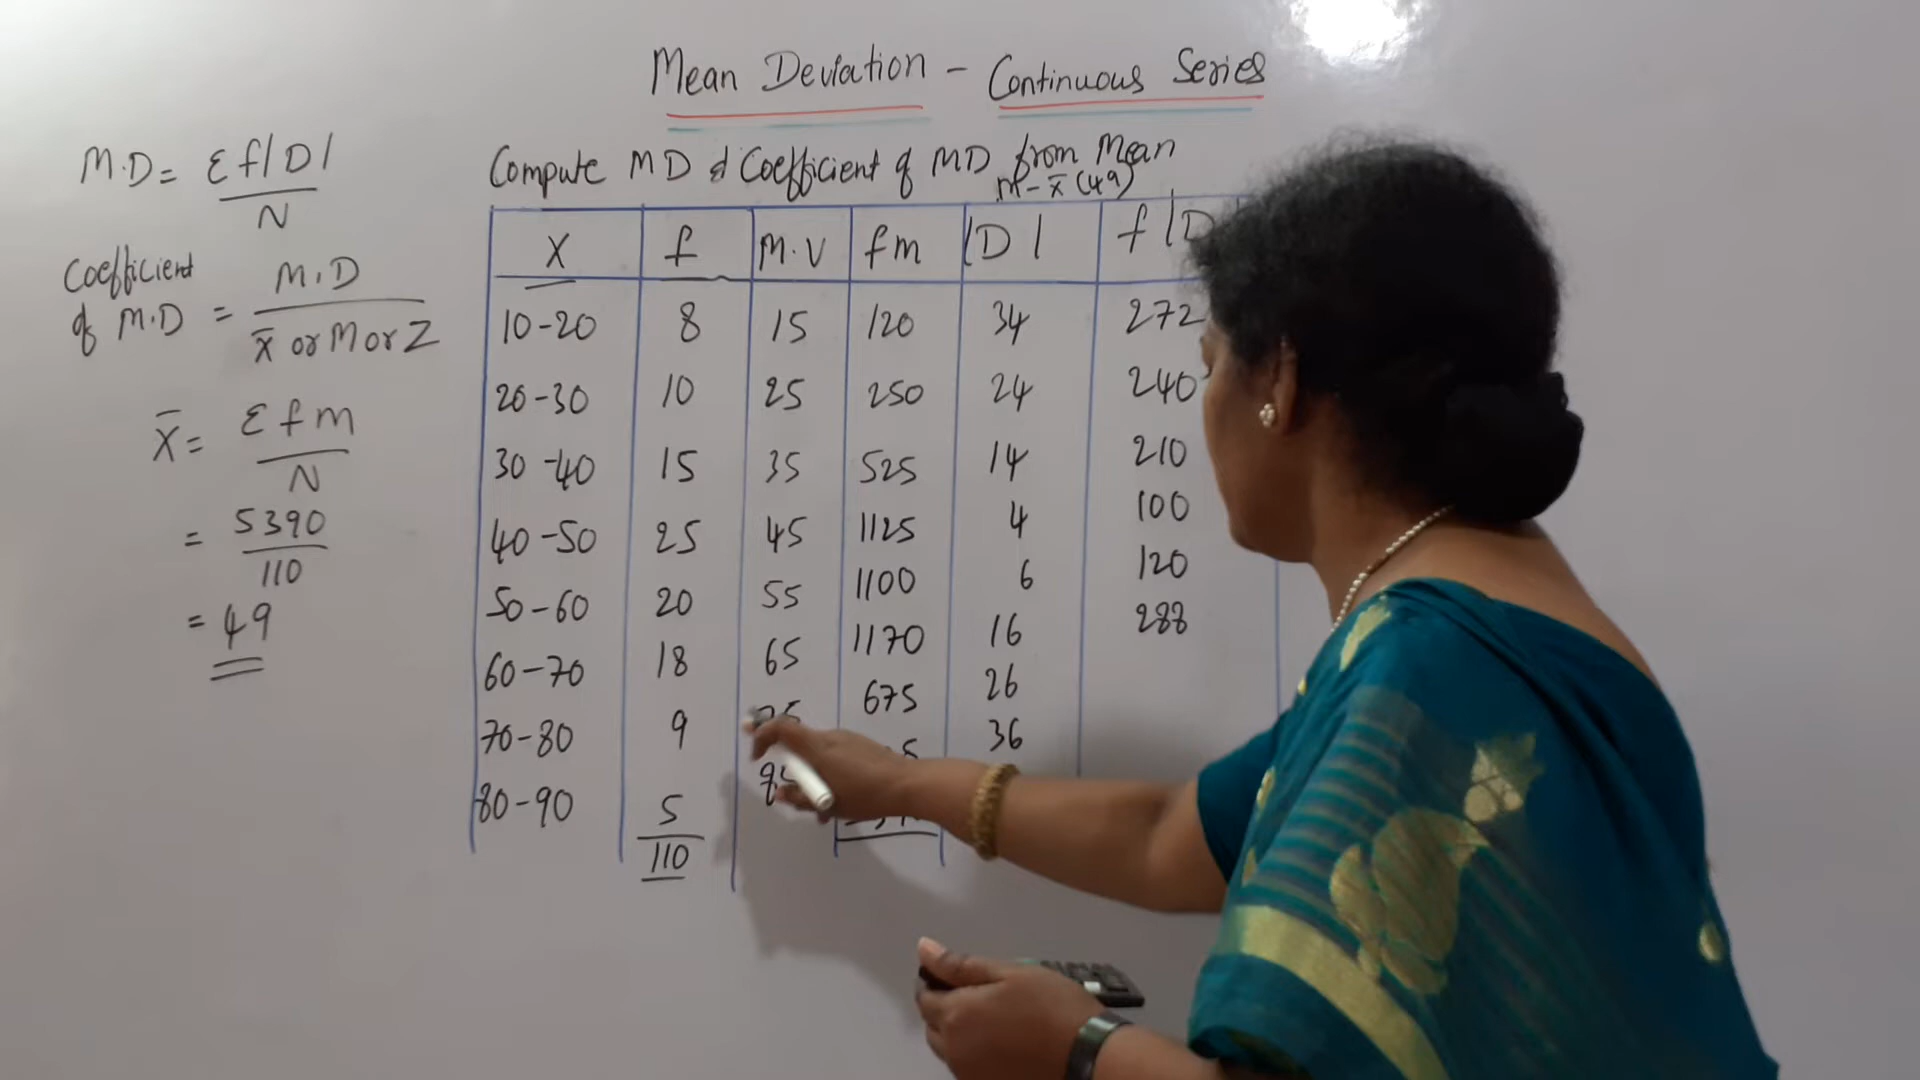 Mean Deviation - Continuous Series
M.D = Σf|D| / N
Coefficient of M.D = M.D / x̄ or M or Z
X̄ = Σfm / N
= 5390 / 110
= 49
Compute MD & Coefficient of MD from Mean
m - x̄ (49)
X f M.V fm |D| f|D
10-20 8 15 120 34 272
20-30 10 25 250 24 240
30-40 15 35 525 14 210
40-50 25 45 1125 4 100
50-60 20 55 1100 6 120
60-70 18 65 1170 16 288
70-80 9 675 26
80-90 5 36
110